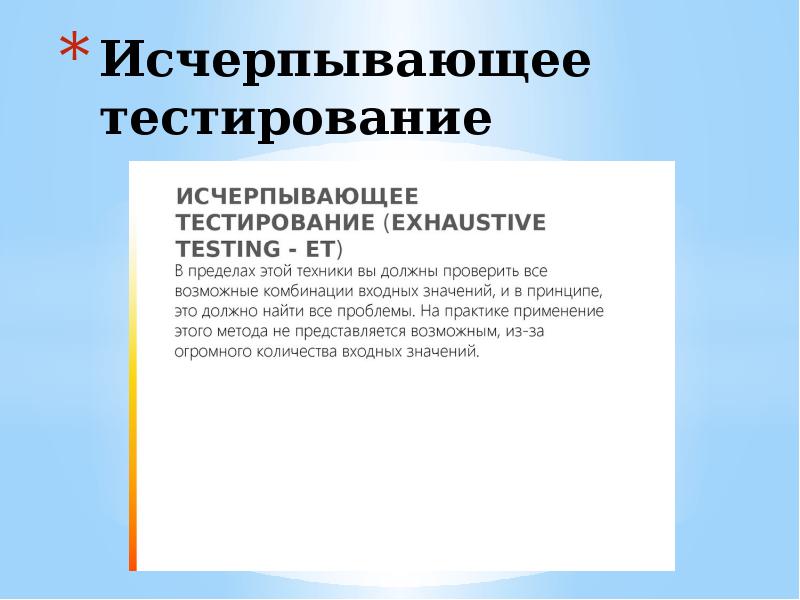 * Исчерпывающее
тестирование
ИСЧЕРПЫВАЮЩЕЕ
ТЕСТИРОВАНИЕ (EXHAUSTIVE
TESTING - ET)
В пределах этой техники вы должны проверить все
возможные комбинации входных значений, и в принципе,
это должно найти все проблемы. На практике применение
этого метода не представляется возможным, из-за
огромного количества входных значений.